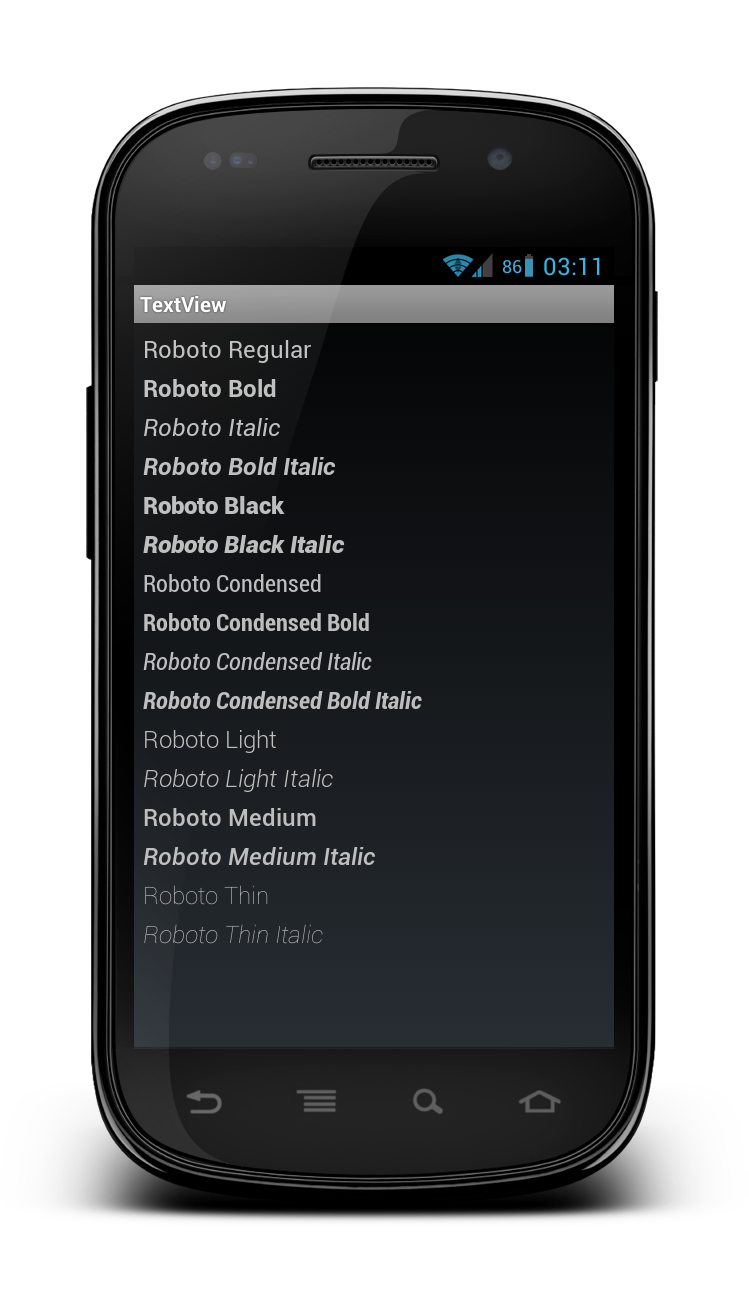 86 03:11
TextView
Roboto Regular
Roboto Bold
Roboto Italic
Roboto Bold Italic
Roboto Black
Roboto Black Italic
Roboto Condensed
Roboto Condensed Bold
Roboto Condensed Italic
Roboto Condensed Bold Italic
Roboto Light
Roboto Light Italic
Roboto Medium
Roboto Medium Italic
Roboto Thin
Roboto Thin Italic